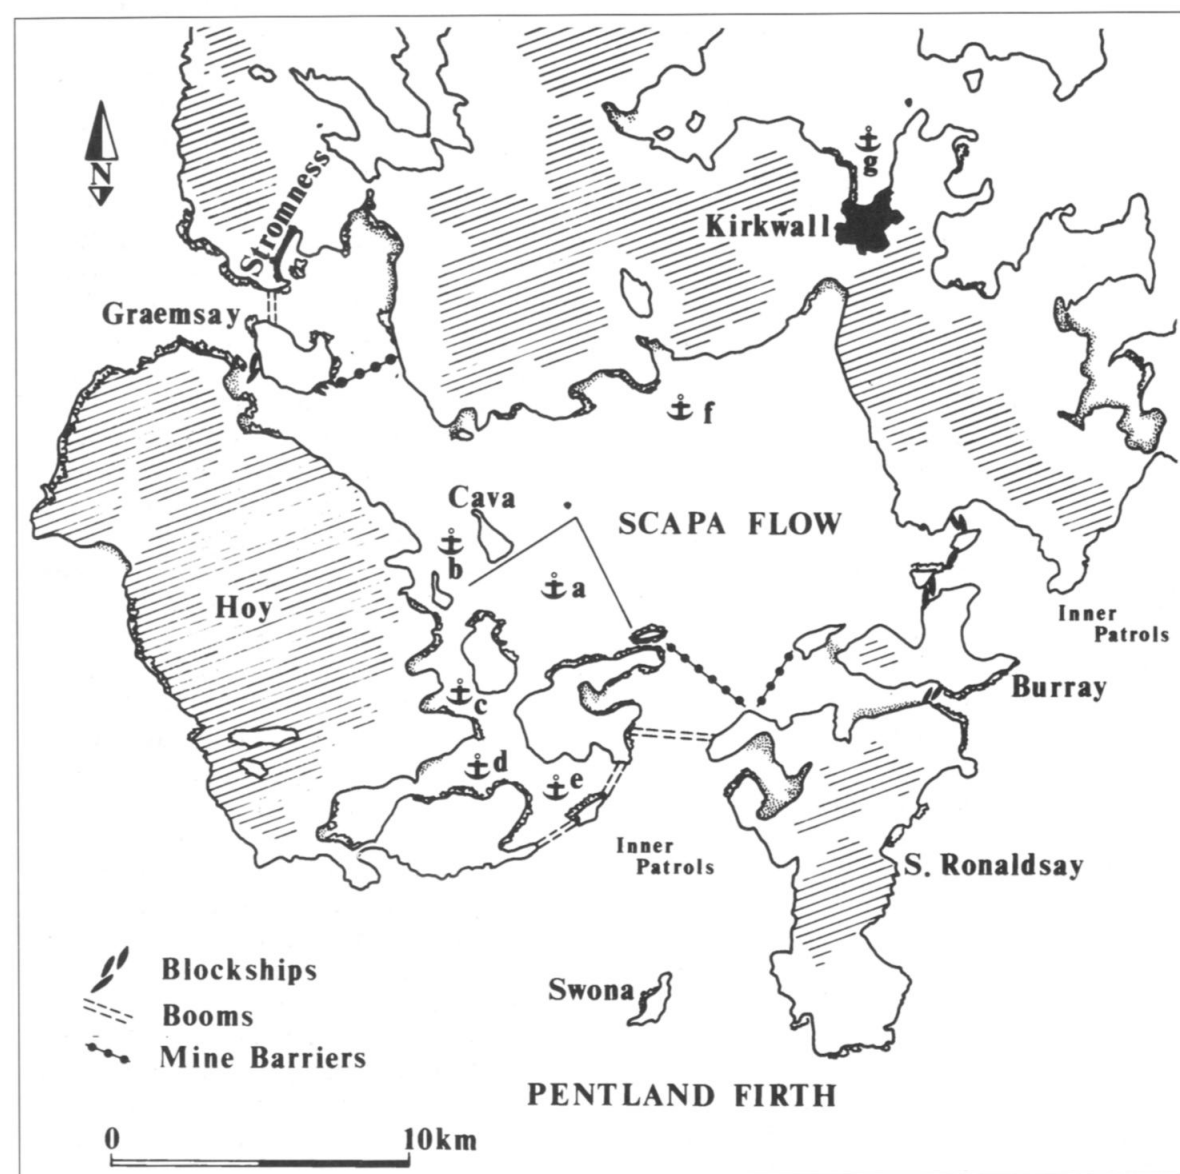 N
g
Stromness
Kirkwall
Graemsay
f
Cava
SCAPA FLOW
b
a
Hoy
Inner
Patrols
Burray
c
d
e
Inner
Patrols
S. Ronaldsay
Swona
Blockships
Booms
Mine Barriers
PENTLAND FIRTH
0
10km